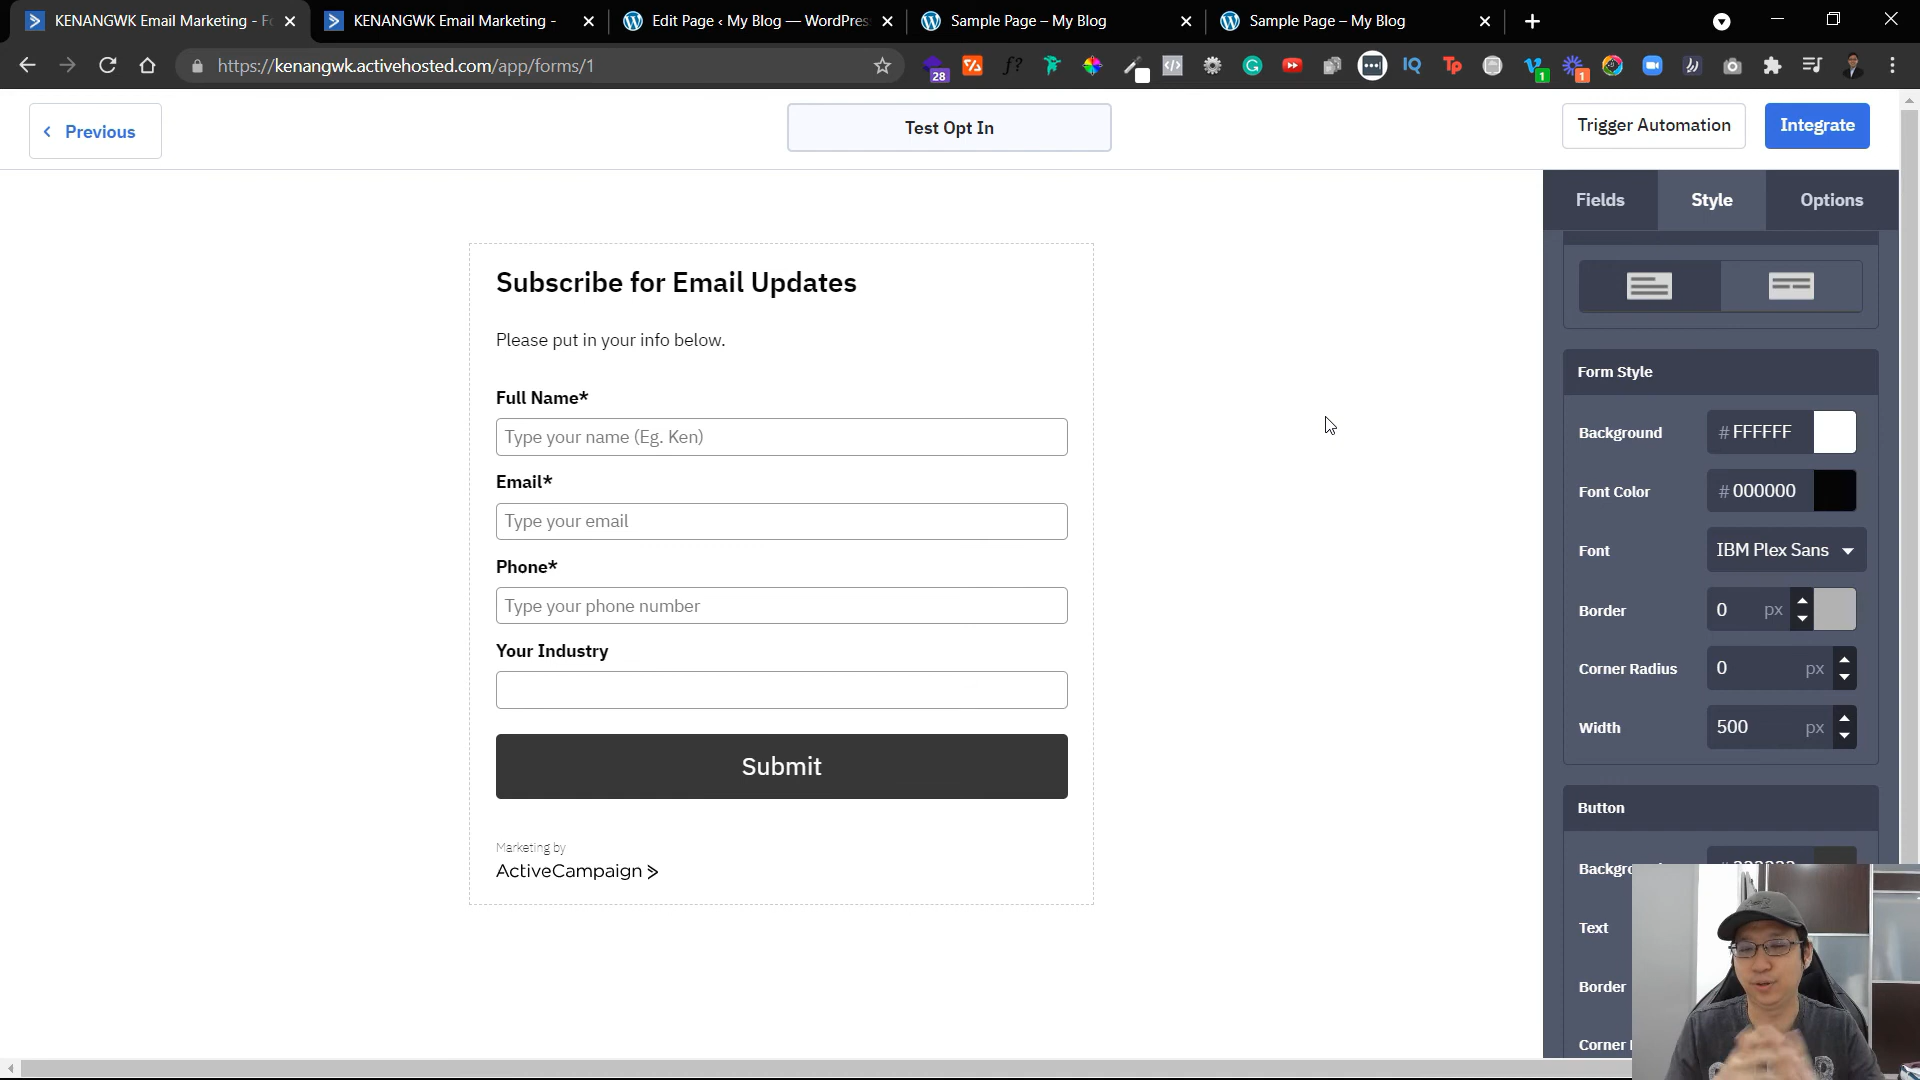 KENANGWK Email Marketing - Fo
KENANGWK Email Marketing -
Edit Page ‹ My Blog — WordPress
Sample Page – My Blog
Sample Page – My Blog
https://kenangwk.activehosted.com/app/forms/1
28
f?
IQ
Tp
1
1
Previous
Test Opt In
Trigger Automation
Integrate
Fields
Style
Options
Subscribe for Email Updates
Please put in your info below.
Full Name*
Type your name (Eg. Ken)
Email*
Type your email
Phone*
Type your phone number
Your Industry
Submit
Marketing by
ActiveCampaign >
Form Style
Background
# FFFFFF
Font Color
# 000000
Font
IBM Plex Sans
Border
0 px
Corner Radius
0 px
Width
500 px
Button
Backgro
Text
Border
Corner